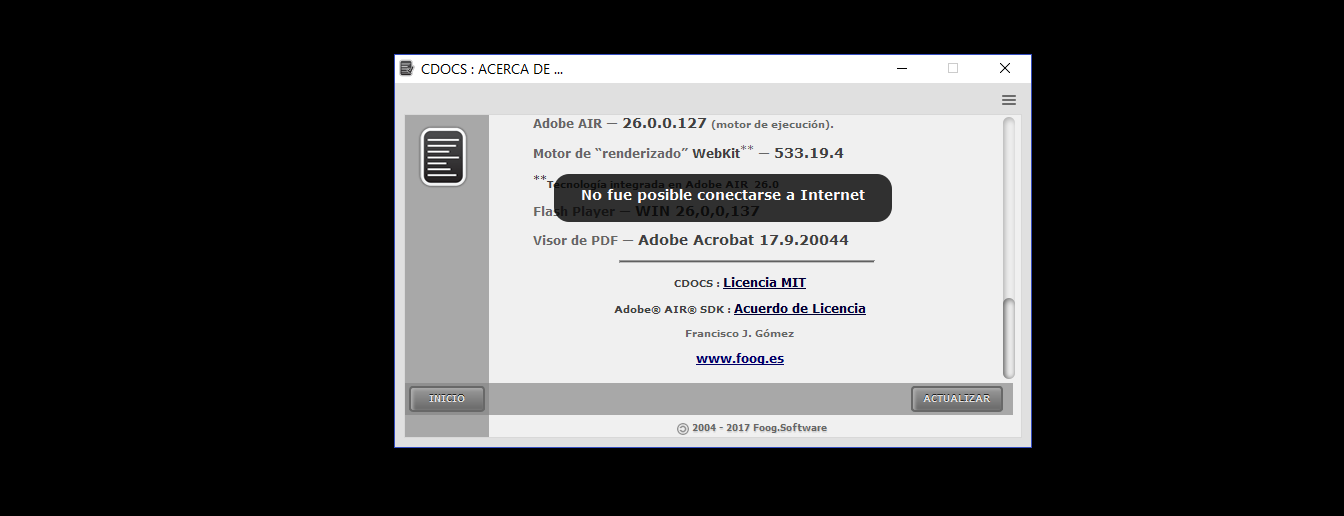 CDOCS : ACERCA DE ...
Adobe AIR — 26.0.0.127 (motor de ejecución).
Motor de “renderizado” WebKit** — 533.19.4
**Tecnología integrada en Adobe AIR 26.0
No fue posible conectarse a Internet
Flash Player — WIN 26,0,0,137
Visor de PDF — Adobe Acrobat 17.9.20044
CDOCS : Licencia MIT
Adobe® AIR® SDK : Acuerdo de Licencia
Francisco J. Gómez
www.foog.es
INICIO
ACTUALIZAR
2004 - 2017 Foog.Software